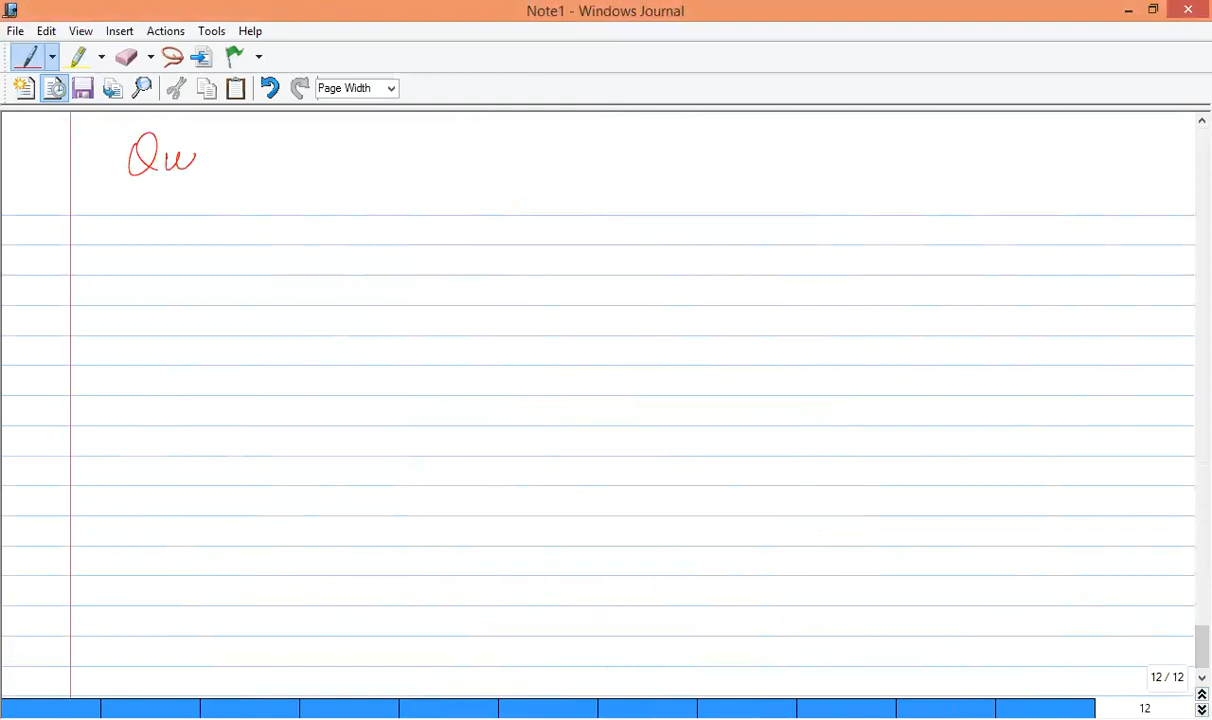 Note1 - Windows Journal
File Edit View Insert Actions Tools Help
Page Width
Qu
12 / 12
12